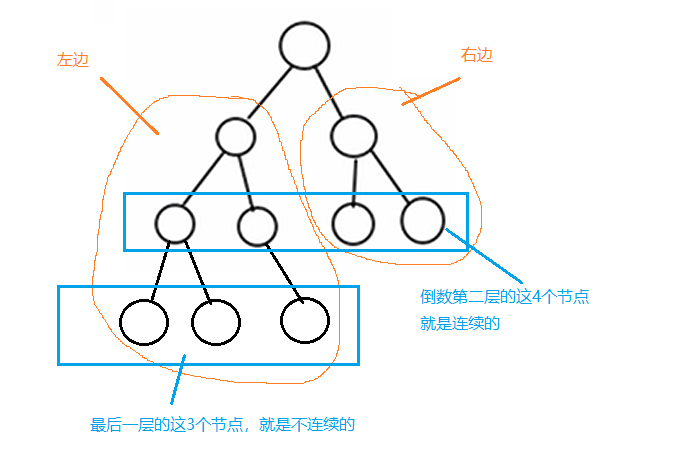 左边
右边
倒数第二层的这4个节点
就是连续的
最后一层的这3个节点，就是不连续的